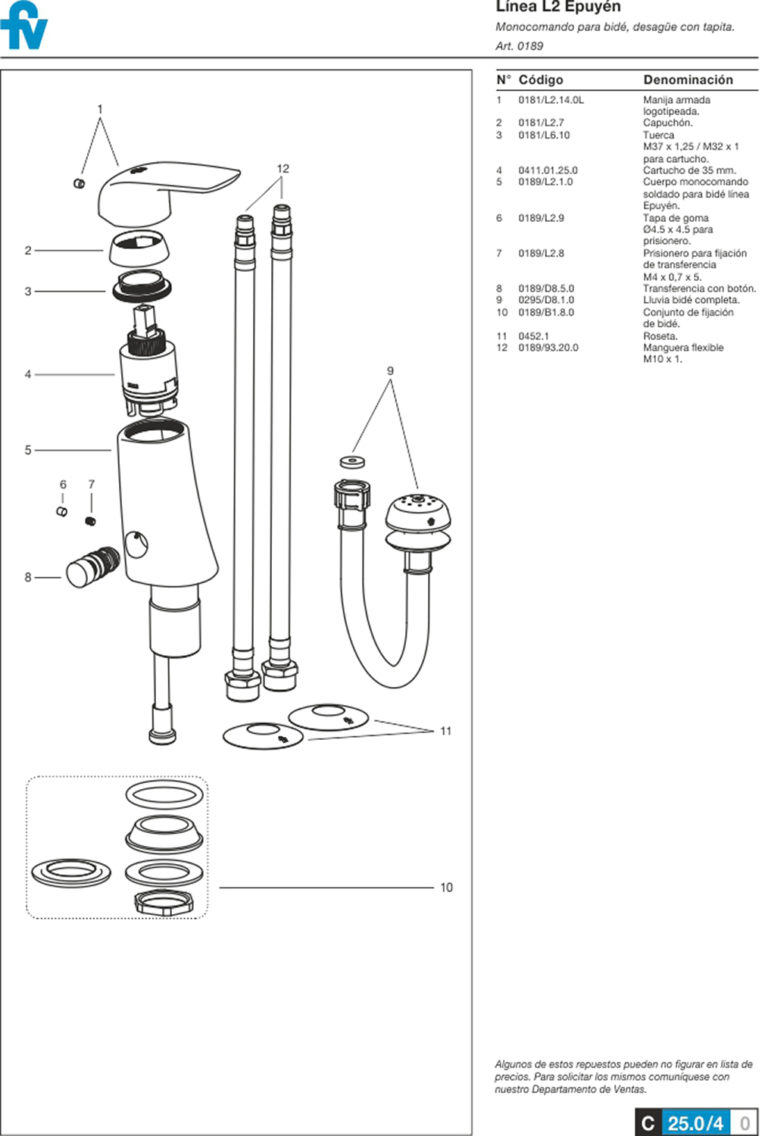 fv
Línea L2 Epuyén
Monocomando para bidé, desagüe con tapita.
Art. 0189
N° Código Denominación
1 0181/L2.14.0L Manija armada
logotipeada.
2 0181/L2.7 Capuchón.
3 0181/L6.10 Tuerca
M37 x 1,25 / M32 x 1
para cartucho.
4 0411.01.25.0 Cartucho de 35 mm.
5 0189/L2.1.0 Cuerpo monocomando
soldado para bidé línea
Epuyén.
6 0189/L2.9 Tapa de goma
Ø4.5 x 4.5 para
prisionero.
7 0189/L2.8 Prisionero para fijación
de transferencia
M4 x 0,7 x 5.
8 0189/D8.5.0 Transferencia con botón.
9 0295/D8.1.0 Lluvia bidé completa.
10 0189/B1.8.0 Conjunto de fijación
de bidé.
11 0452.1 Roseta.
12 0189/93.20.0 Manguera flexible
M10 x 1.
1
12
2
3
4
9
5
6 7
8
11
10
Algunos de estos repuestos pueden no figurar en lista de
precios. Para solicitar los mismos comuníquese con
nuestro Departamento de Ventas.
C 25.0/4 0